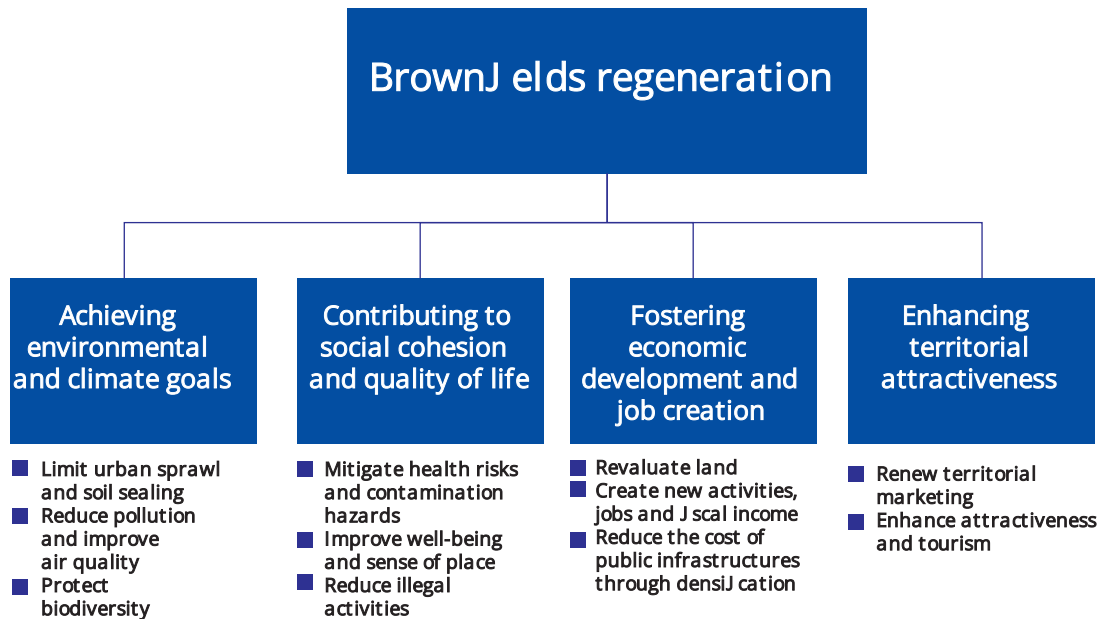 BrownJ elds regeneration
Achieving
environmental
and climate goals
Limit urban sprawl
and soil sealing
Reduce pollution
and improve
air quality
Protect
biodiversity
Contributing to
social cohesion
and quality of life
Mitigate health risks
and contamination
hazards
Improve well-being
and sense of place
Reduce illegal
activities
Fostering
economic
development and
job creation
Revaluate land
Create new activities,
jobs and J scal income
Reduce the cost of
public infrastructures
through densiJ cation
Enhancing
territorial
attractiveness
Renew territorial
marketing
Enhance attractiveness
and tourism